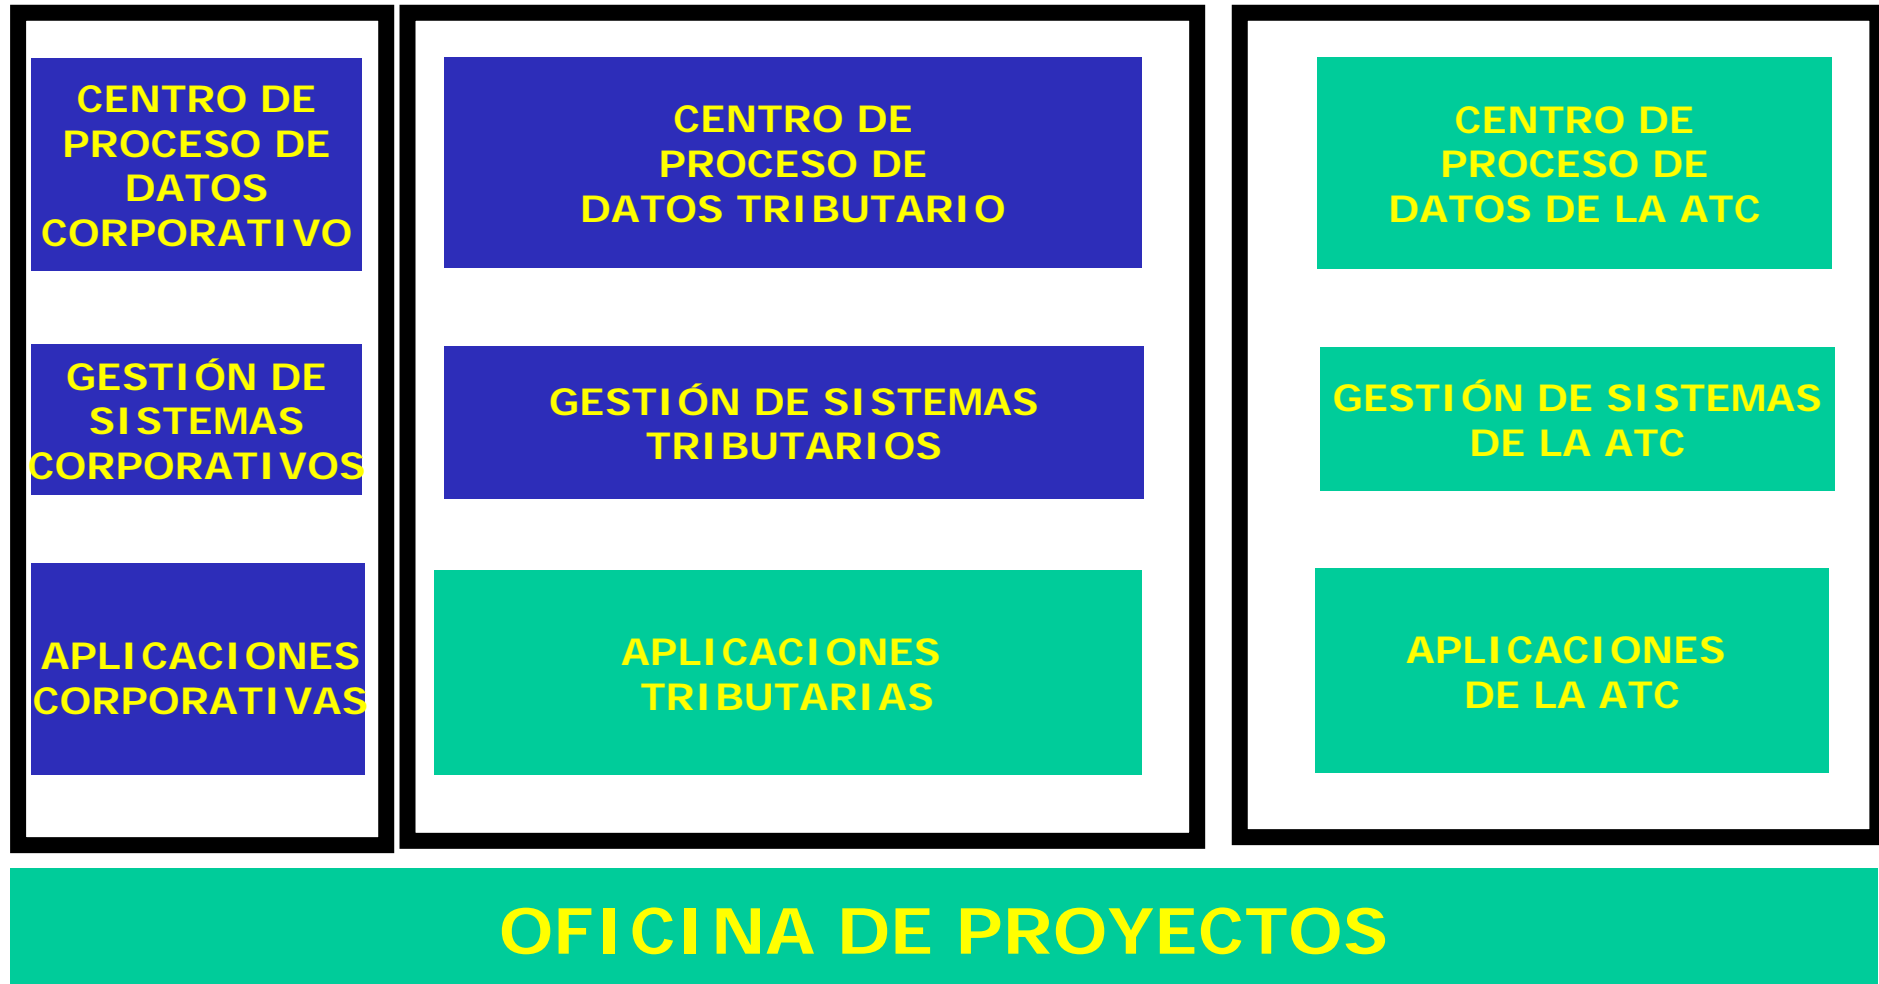 CENTRO DE
PROCESO DE
DATOS
CORPORATIVO
GESTIÓN DE
SISTEMAS
CORPORATIVOS
APLICACIONES
CORPORATIVAS
CENTRO DE
PROCESO DE
DATOS TRIBUTARIO
GESTIÓN DE SISTEMAS
TRIBUTARIOS
APLICACIONES
TRIBUTARIAS
CENTRO DE
PROCESO DE
DATOS DE LA ATC
GESTIÓN DE SISTEMAS
DE LA ATC
APLICACIONES
DE LA ATC
OFICINA DE PROYECTOS